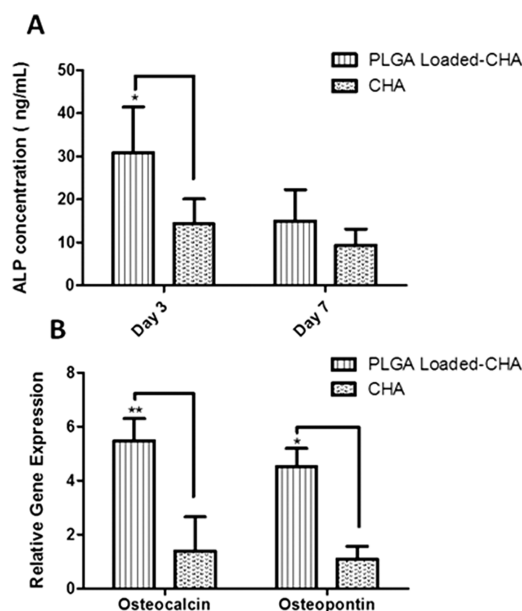 A
PLGA Loaded-CHA
CHA
ALP concentration ( ng/mL)
50
40
30
20
10
0
*
Day 3
Day 7
B
PLGA Loaded-CHA
CHA
Relative Gene Expression
8
6
4
2
0
**
*
Osteocalcin
Osteopontin